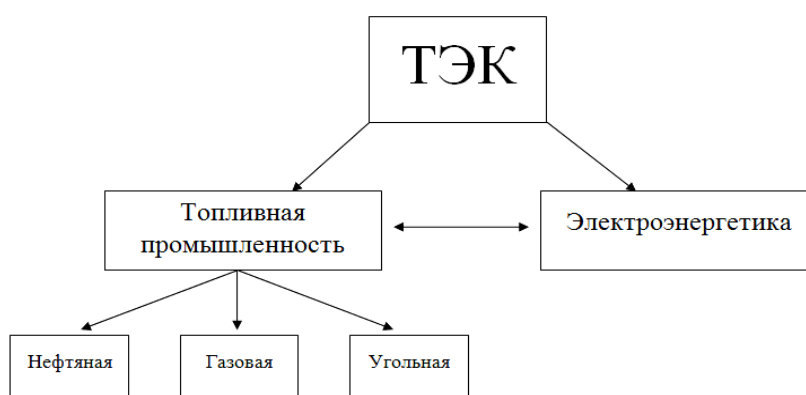 ТЭК
Топливная
промышленность
Электроэнергетика
Нефтяная
Газовая
Угольная